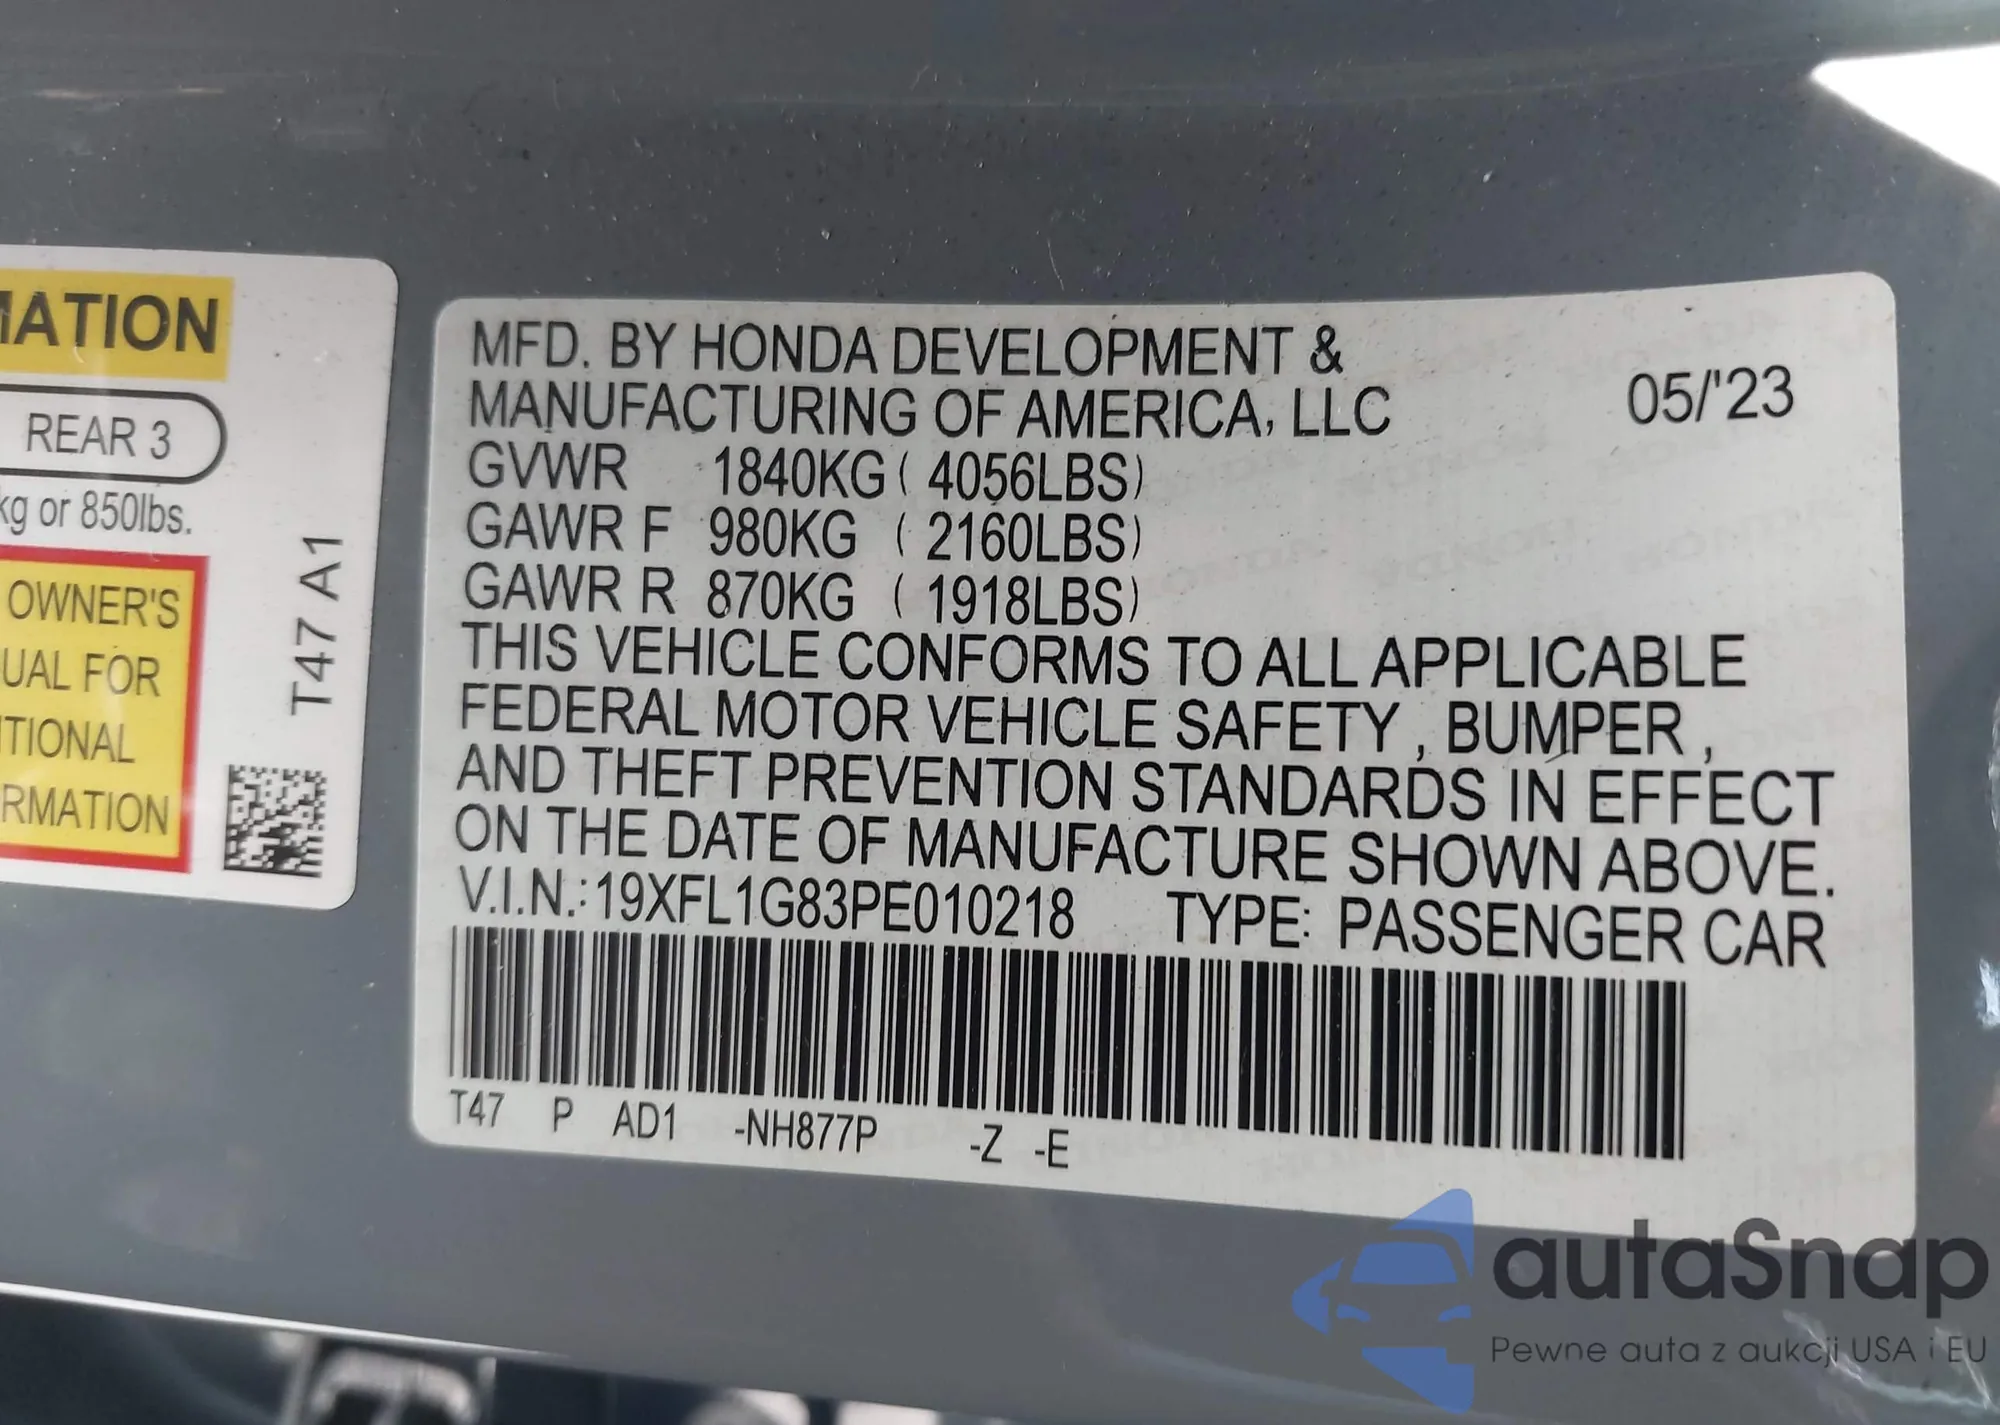 MATION
REAR 3
kg or 850lbs.
OWNER'S
UAL FOR
ITIONAL
RMATION
T47 A1
MFD. BY HONDA DEVELOPMENT &
MANUFACTURING OF AMERICA, LLC 05/'23
GVWR 1840KG ( 4056LBS)
GAWR F 980KG ( 2160LBS)
GAWR R 870KG ( 1918LBS)
THIS VEHICLE CONFORMS TO ALL APPLICABLE
FEDERAL MOTOR VEHICLE SAFETY , BUMPER ,
AND THEFT PREVENTION STANDARDS IN EFFECT
ON THE DATE OF MANUFACTURE SHOWN ABOVE.
V.I.N.: 19XFL1G83PE010218 TYPE: PASSENGER CAR
T47 P AD1 -NH877P -Z -E
autaSnap
Pewne auta z aukcji USA i EU